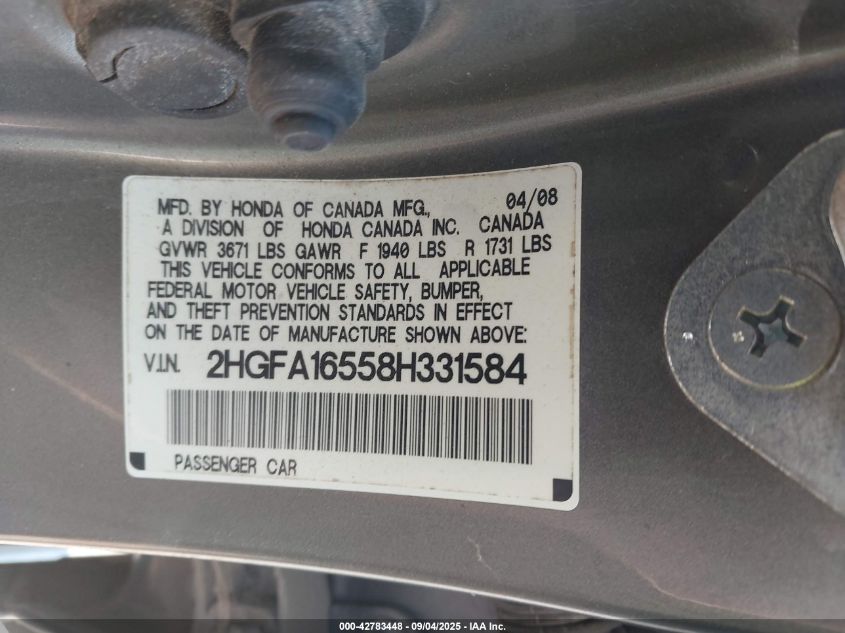 MFD. BY HONDA OF CANADA MFG., 04/08
A DIVISION OF HONDA CANADA INC. CANADA
GVWR 3671 LBS GAWR F 1940 LBS R 1731 LBS
THIS VEHICLE CONFORMS TO ALL APPLICABLE
FEDERAL MOTOR VEHICLE SAFETY, BUMPER,
AND THEFT PREVENTION STANDARDS IN EFFECT
ON THE DATE OF MANUFACTURE SHOWN ABOVE:
V.I.N. 2HGFA16558H331584
PASSENGER CAR
000-42783448 - 09/04/2025 - IAA Inc.